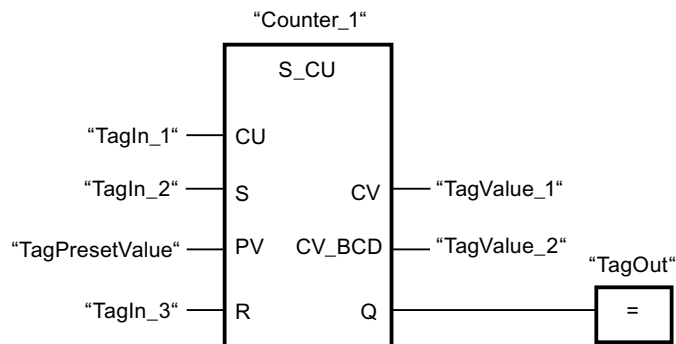 “Counter_1“
S_CU
“TagIn_1“ CU
“TagIn_2“ S CV “TagValue_1“
“TagPresetValue“ PV CV_BCD “TagValue_2“
“TagOut“
“TagIn_3“ R Q =